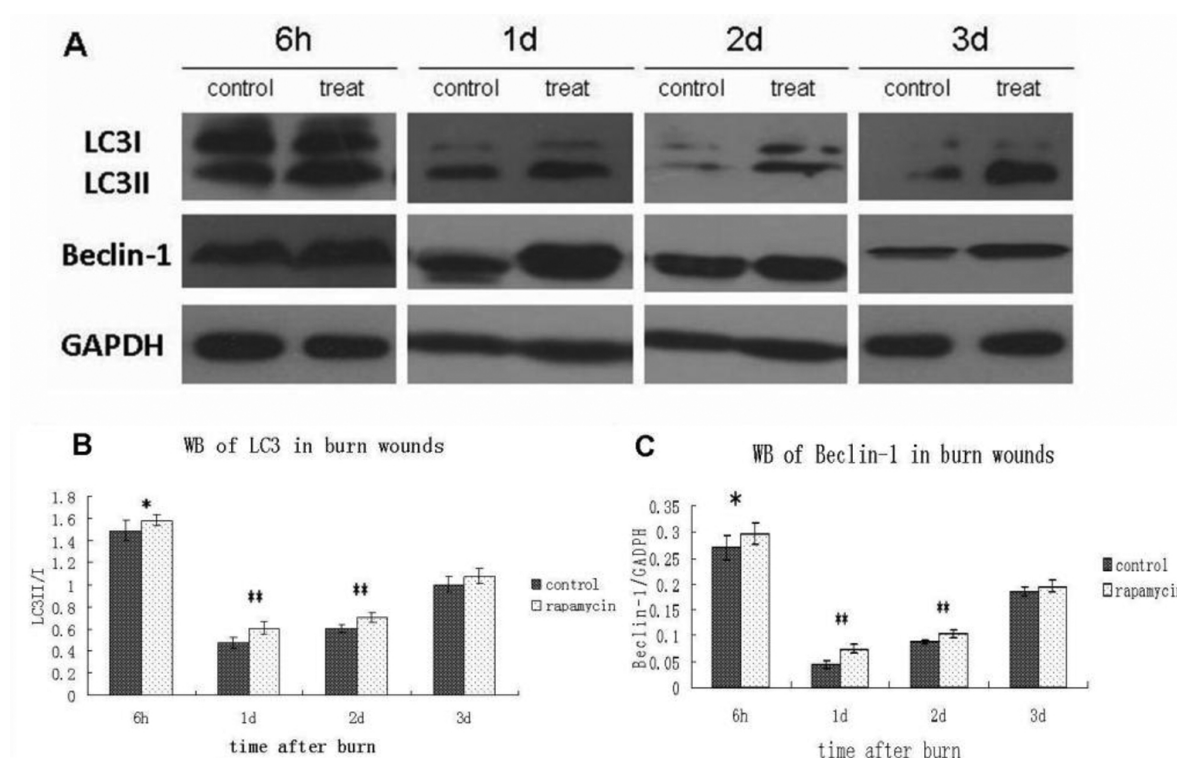 A
6h 1d 2d 3d
control treat control treat control treat control treat
LC3I
LC3II
Beclin-1
GAPDH
B
WB of LC3 in burn wounds
LC3II/I
1.8
1.6
1.4
1.2
1
0.8
0.6
0.4
0.2
0
*
‡‡
‡‡
control
rapamycin
6h 1d 2d 3d
time after burn
C
WB of Beclin-1 in burn wounds
Beclin-1/GADPH
0.35
0.3
0.25
0.2
0.15
0.1
0.05
0
*
‡‡
‡‡
control
rapamycin
6h 1d 2d 3d
time after burn